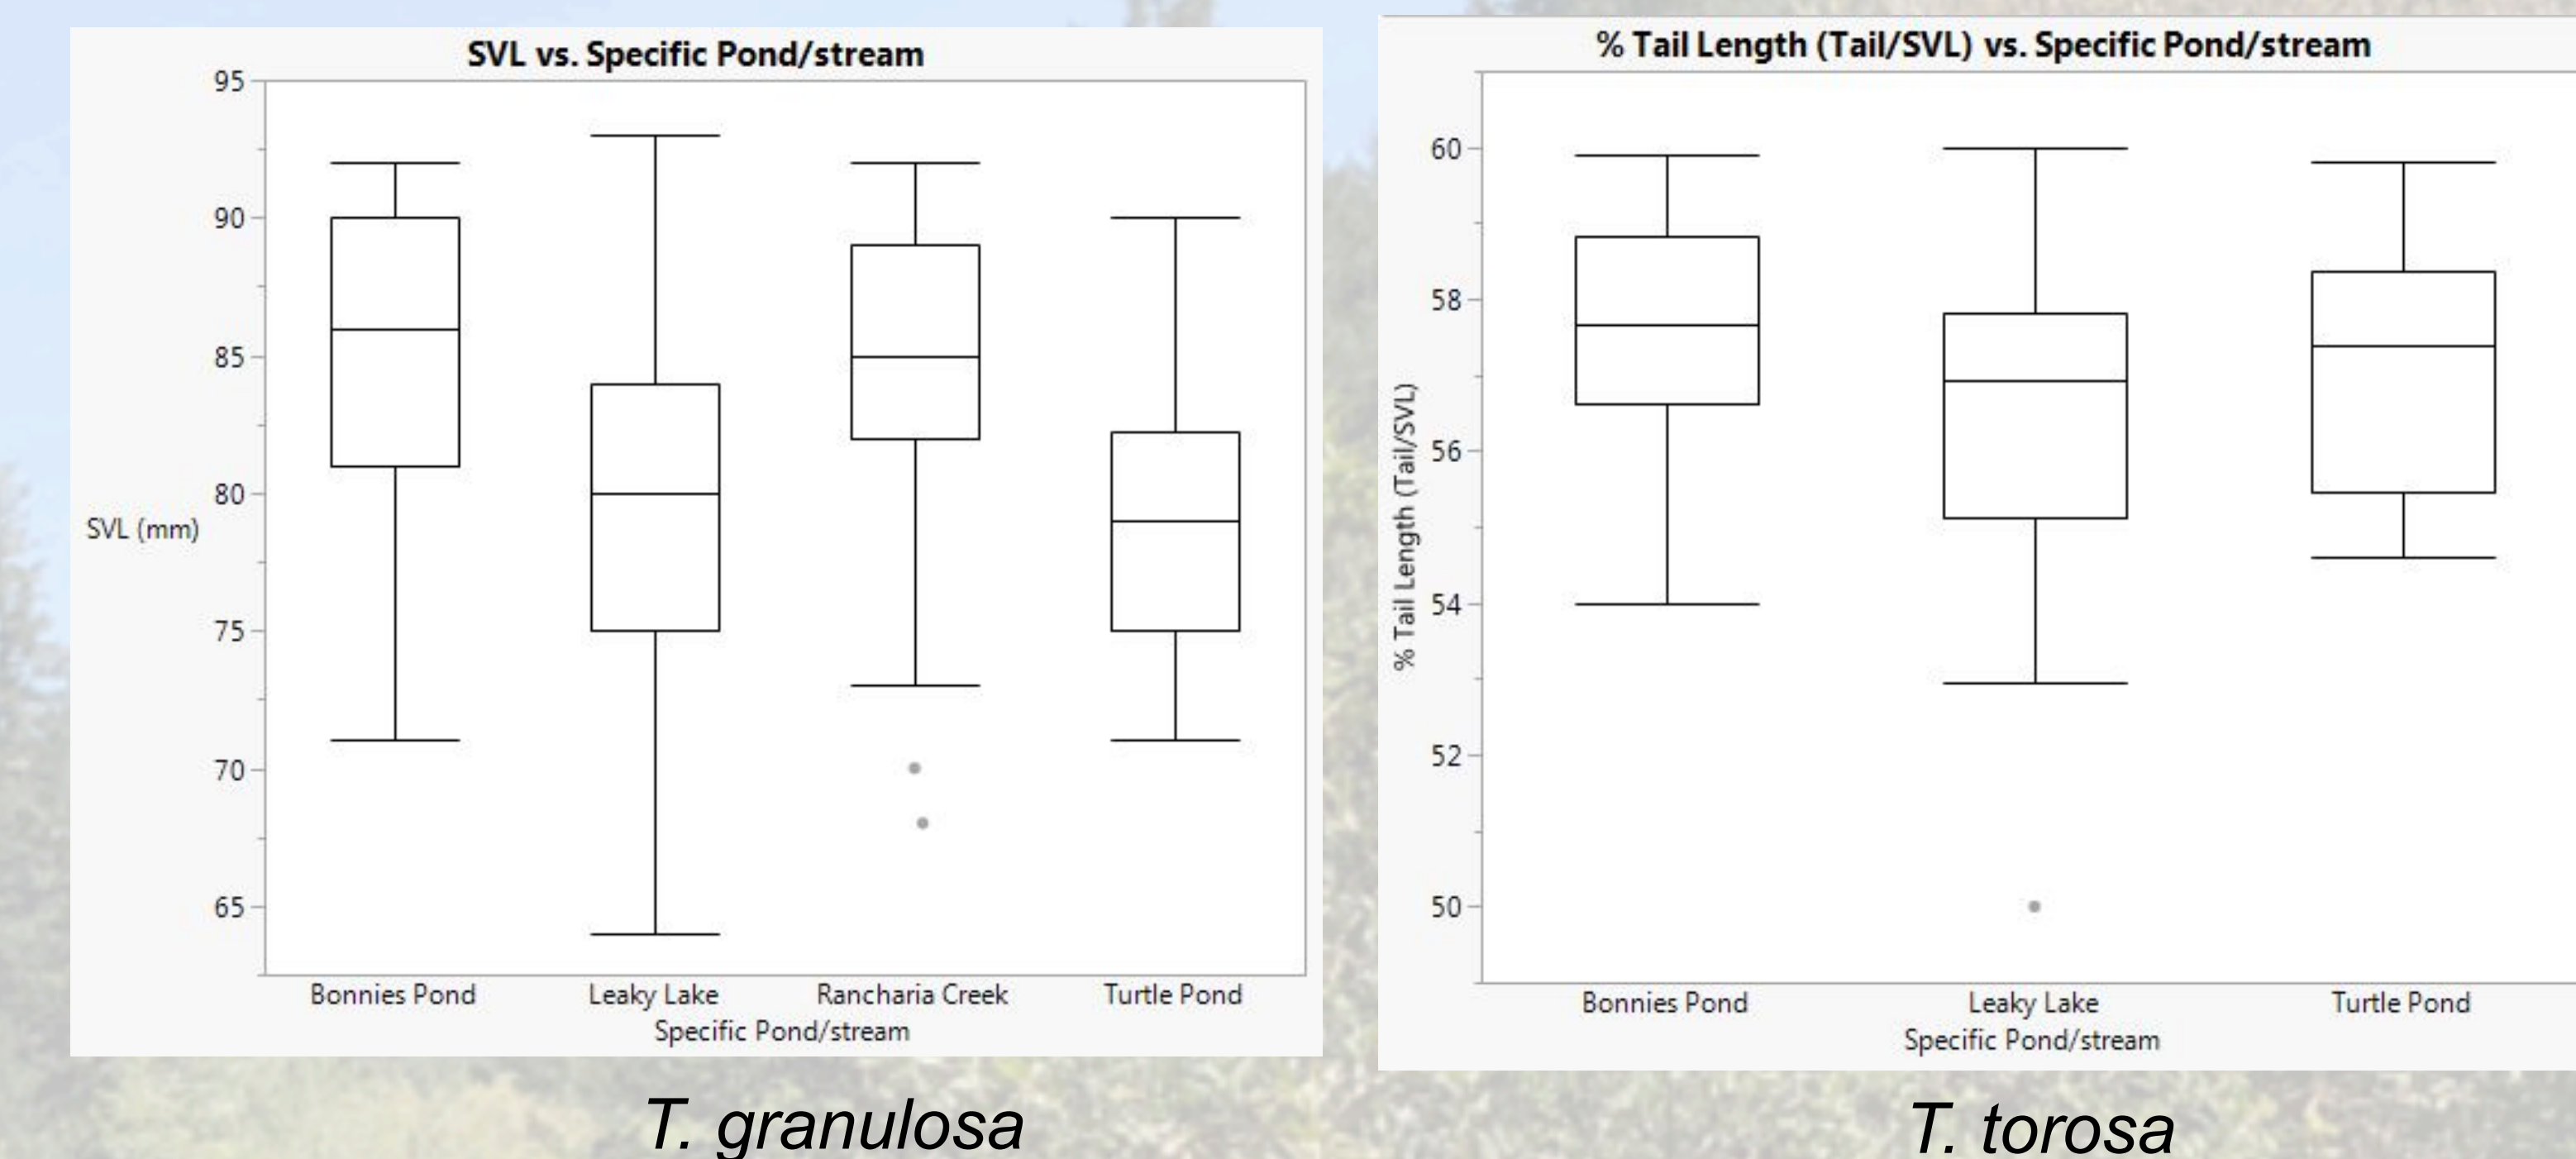 SVL vs. Specific Pond/stream
95
90
85
80
75
70
65
SVL (mm)
Bonnies Pond Leaky Lake Rancharia Creek Turtle Pond
Specific Pond/stream
T. granulosa
% Tail Length (Tail/SVL) vs. Specific Pond/stream
60
58
56
54
52
50
% Tail Length (Tail/SVL)
Bonnies Pond Leaky Lake Turtle Pond
Specific Pond/stream
T. torosa